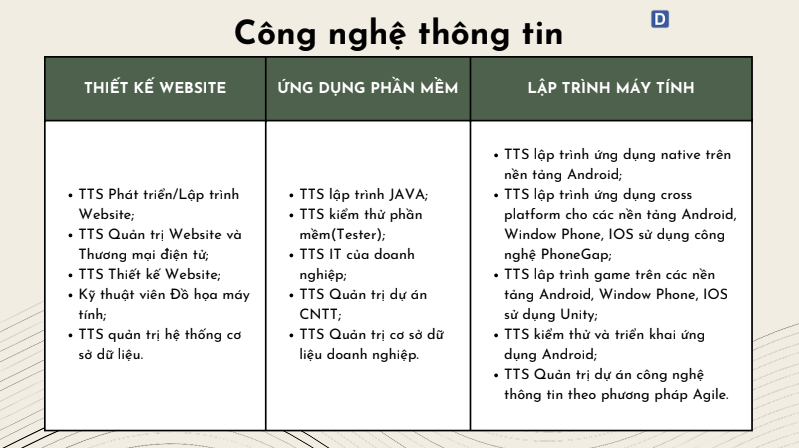 Công nghệ thông tin
D
THIẾT KẾ WEBSITE
ỨNG DỤNG PHẦN MỀM
LẬP TRÌNH MÁY TÍNH
• TTS Phát triển/Lập trình
Website;
• TTS Quản trị Website và
Thương mại điện tử;
• TTS Thiết kế Website;
• Kỹ thuật viên Đồ họa máy
tính;
• TTS quản trị hệ thống cơ
sở dữ liệu.
• TTS lập trình JAVA;
• TTS kiểm thử phần
mềm(Tester);
• TTS IT của doanh
nghiệp;
• TTS Quản trị dự án
CNTT;
• TTS Quản trị cơ sở dữ
liệu doanh nghiệp.
• TTS lập trình ứng dụng native trên
nền tảng Android;
• TTS lập trình ứng dụng cross
platform cho các nền tảng Android,
Window Phone, IOS sử dụng công
nghệ PhoneGap;
• TTS lâp trình game trên các nền
tảng Android, Window Phone, IOS
sử dụng Unity;
• TTS kiểm thử và triển khai ứng
dụng Android;
• TTS Quản trị dự án công nghệ
thông tin theo phương pháp Agile.